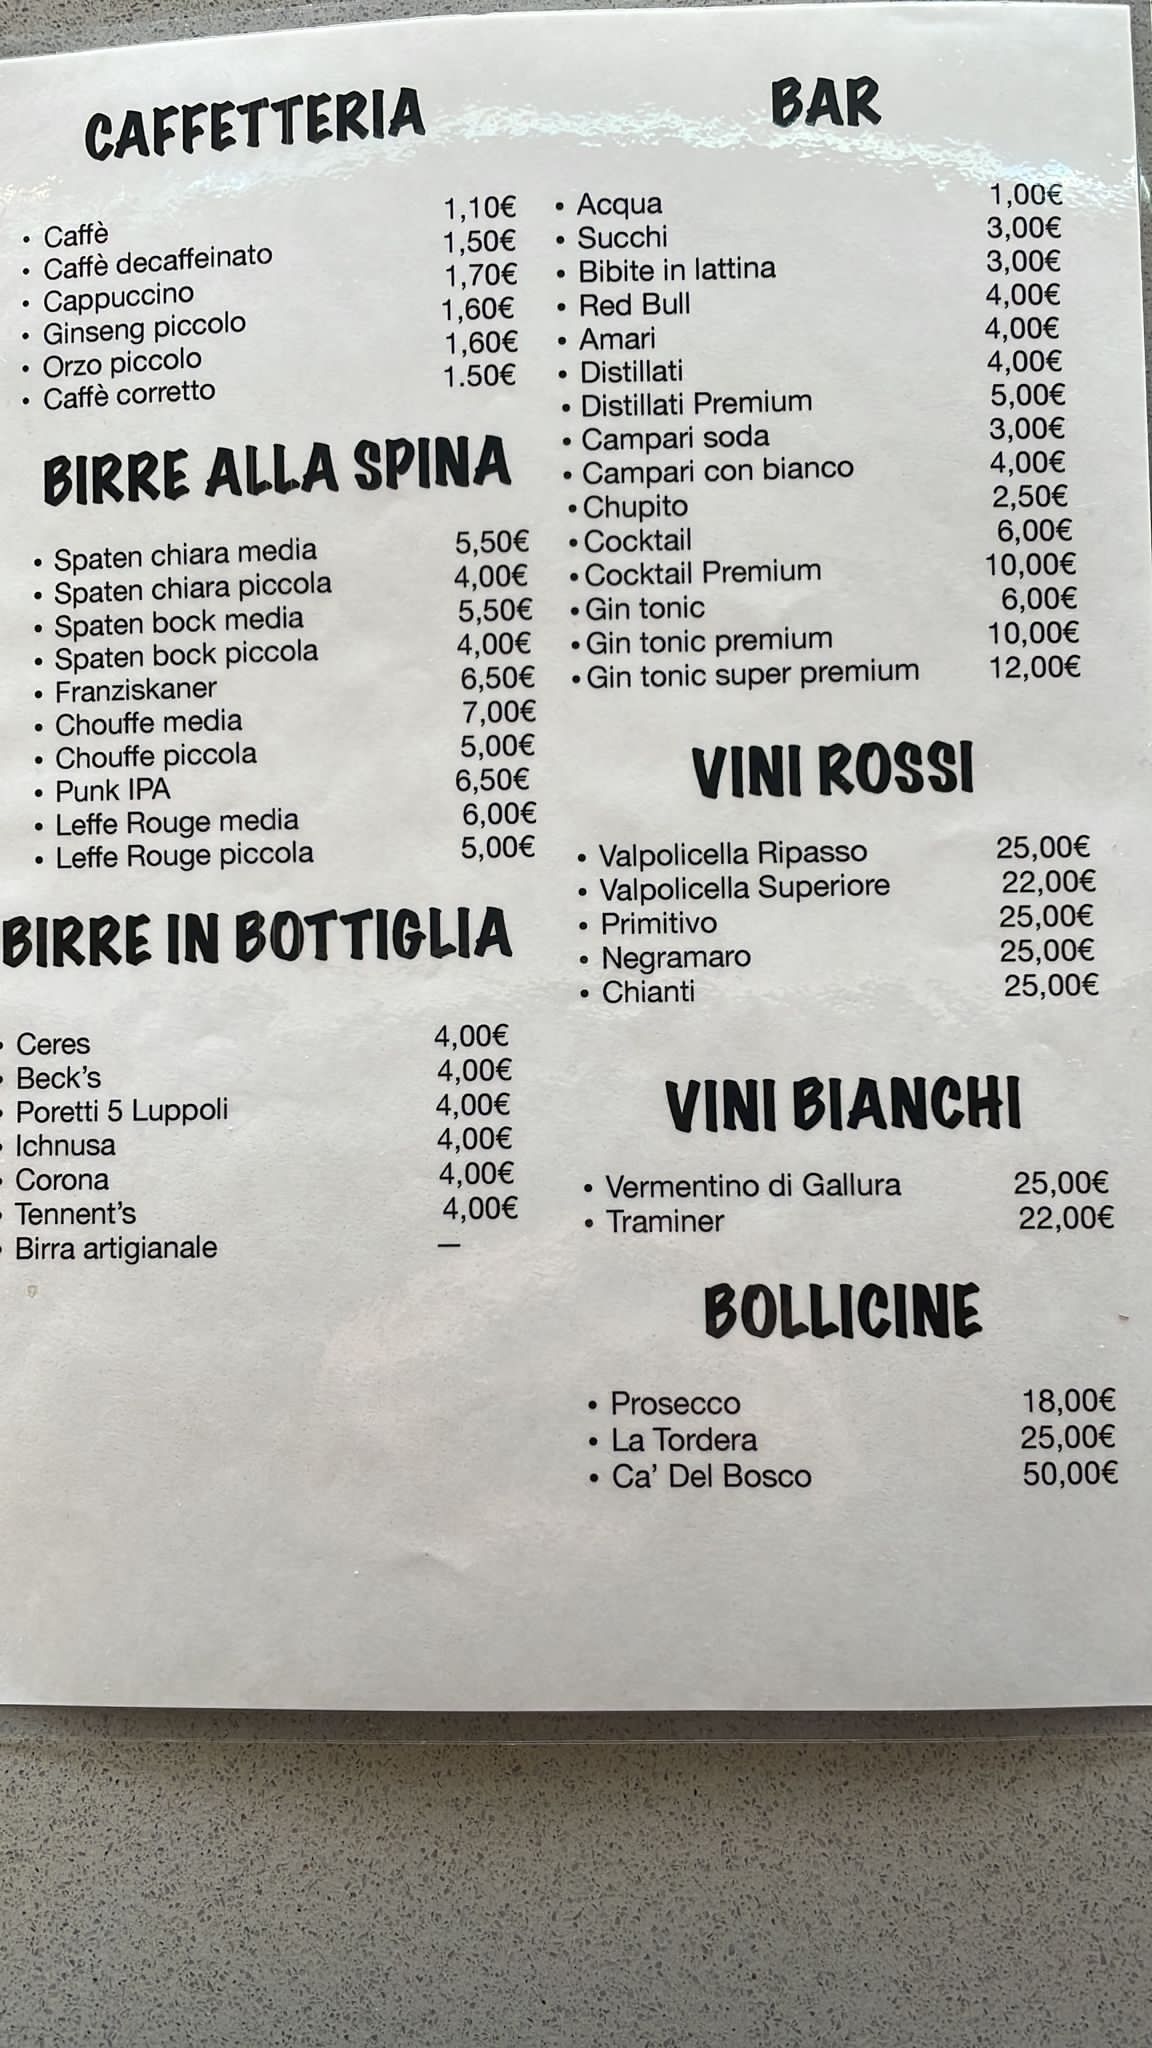 CAFFETTERIA
Caffè 1,10€
Caffè decaffeinato 1,50€
Cappuccino 1,70€
Ginseng piccolo 1,60€
Orzo piccolo 1,60€
Caffè corretto 1.50€
BIRRE ALLA SPINA
Spaten chiara media 5,50€
Spaten chiara piccola 4,00€
Spaten bock media 5,50€
Spaten bock piccola 4,00€
Franziskaner 6,50€
Chouffe media 7,00€
Chouffe piccola 5,00€
Punk IPA 6,50€
Leffe Rouge media 6,00€
Leffe Rouge piccola 5,00€
BIRRE IN BOTTIGLIA
Ceres 4,00€
Beck's 4,00€
Poretti 5 Luppoli 4,00€
Ichnusa 4,00€
Corona 4,00€
Tennent's 4,00€
Birra artigianale —
BAR
Acqua 1,00€
Succhi 3,00€
Bibite in lattina 3,00€
Red Bull 4,00€
Amari 4,00€
Distillati 4,00€
Distillati Premium 5,00€
Campari soda 3,00€
Campari con bianco 4,00€
Chupito 2,50€
Cocktail 6,00€
Cocktail Premium 10,00€
Gin tonic 6,00€
Gin tonic premium 10,00€
Gin tonic super premium 12,00€
VINI ROSSI
Valpolicella Ripasso 25,00€
Valpolicella Superiore 22,00€
Primitivo 25,00€
Negramaro 25,00€
Chianti 25,00€
VINI BIANCHI
Vermentino di Gallura 25,00€
Traminer 22,00€
BOLLICINE
Prosecco 18,00€
La Tordera 25,00€
Ca' Del Bosco 50,00€